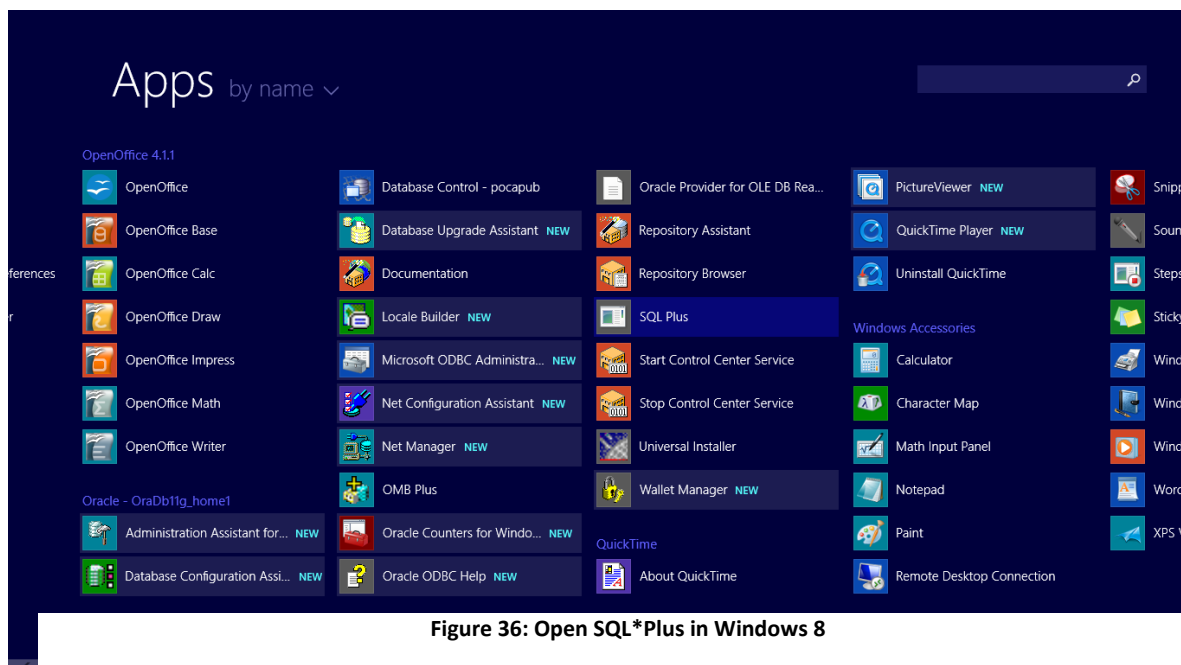 Apps by name
OpenOffice 4.1.1
OpenOffice
OpenOffice Base
OpenOffice Calc
OpenOffice Draw
OpenOffice Impress
OpenOffice Math
OpenOffice Writer
Oracle - OraDb11g_home1
Administration Assistant for... NEW
Database Configuration Assi... NEW
Database Control - pocapub
Database Upgrade Assistant NEW
Documentation
Locale Builder NEW
Microsoft ODBC Administra... NEW
Net Configuration Assistant NEW
Net Manager NEW
OMB Plus
Oracle Counters for Windo... NEW
Oracle ODBC Help NEW
Oracle Provider for OLE DB Rea...
Repository Assistant
Repository Browser
SQL Plus
Start Control Center Service
Stop Control Center Service
Universal Installer
Wallet Manager NEW
QuickTime
About QuickTime
PictureViewer NEW
QuickTime Player NEW
Uninstall QuickTime
Windows Accessories
Calculator
Character Map
Math Input Panel
Notepad
Paint
Remote Desktop Connection
Figure 36: Open SQL*Plus in Windows 8